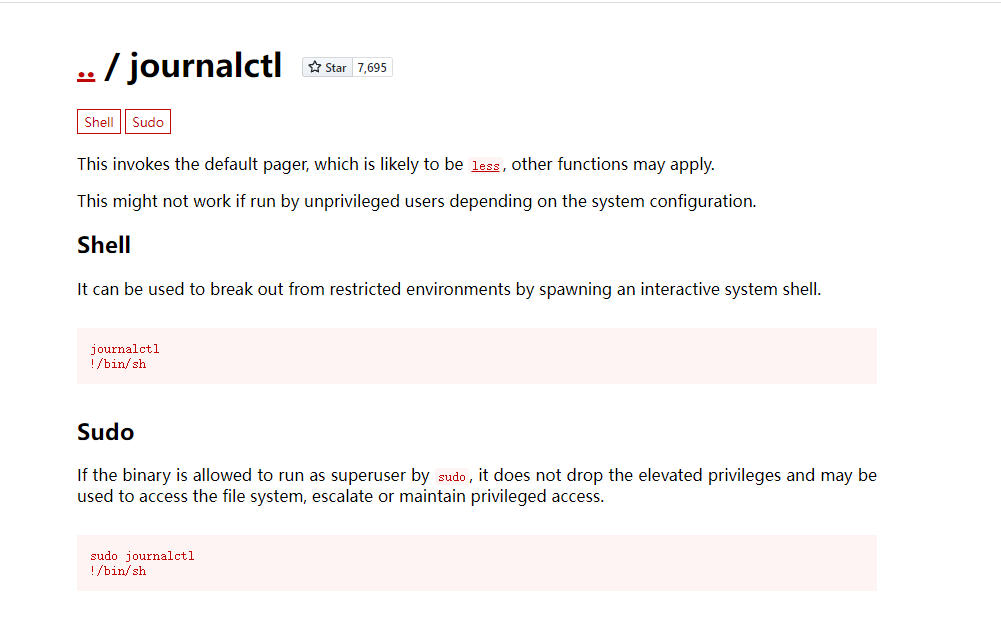 .. / journalctl Star 7,695
Shell Sudo
This invokes the default pager, which is likely to be less, other functions may apply.
This might not work if run by unprivileged users depending on the system configuration.
Shell
It can be used to break out from restricted environments by spawning an interactive system shell.
journalctl
!/bin/sh
Sudo
If the binary is allowed to run as superuser by sudo, it does not drop the elevated privileges and may be
used to access the file system, escalate or maintain privileged access.
sudo journalctl
!/bin/sh